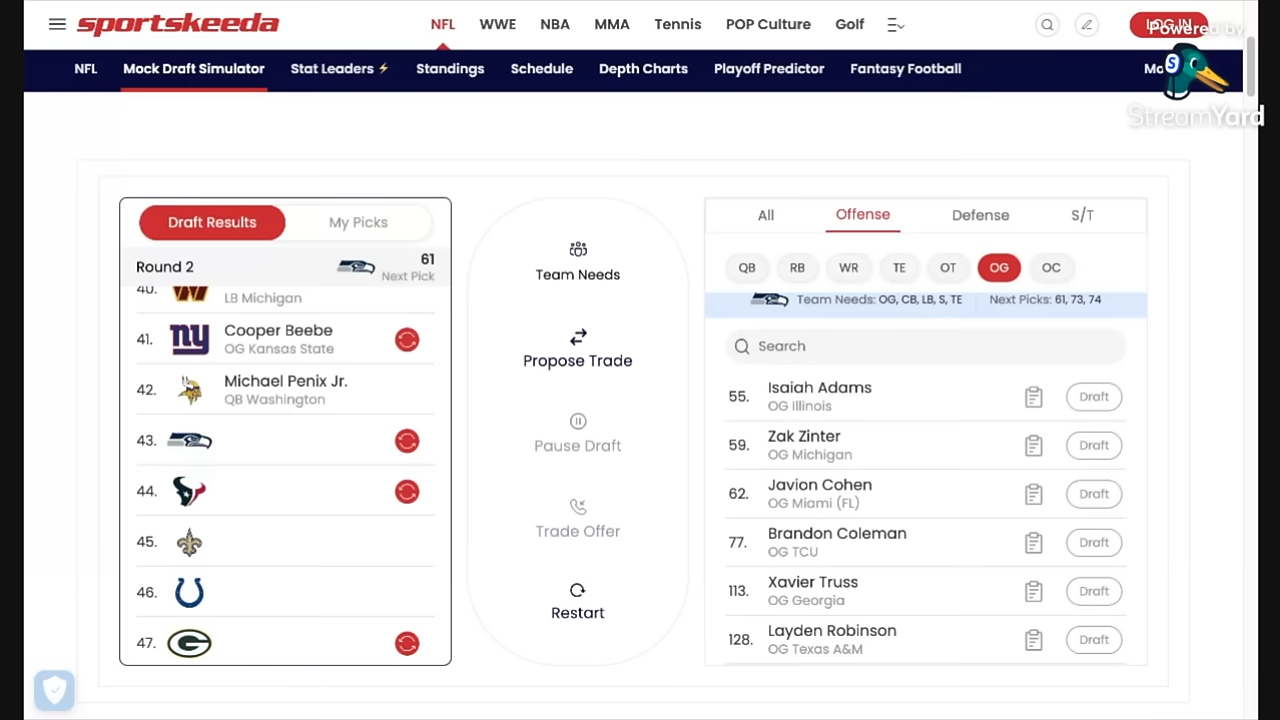 sportskeeda
NFL WWE NBA MMA Tennis POP Culture Golf
LOG IN
Powered by
StreamYard
NFL Mock Draft Simulator Stat Leaders⚡ Standings Schedule Depth Charts Playoff Predictor Fantasy Football Mo
Draft Results My Picks
Round 2
61
Next Pick
40.
LB Michigan
41. ny Cooper Beebe
OG Kansas State
42. Michael Penix Jr.
QB Washington
43.
44.
45.
46.
47. G
Team Needs
Propose Trade
Pause Draft
Trade Offer
Restart
All Offense Defense S/T
QB RB WR TE OT OG OC
Team Needs: OG, CB, LB, S, TE Next Picks: 61, 73, 74
Search
55. Isaiah Adams
OG Illinois
Draft
59. Zak Zinter
OG Michigan
Draft
62. Javion Cohen
OG Miami (FL)
Draft
77. Brandon Coleman
OG TCU
Draft
113. Xavier Truss
OG Georgia
Draft
128. Layden Robinson
OG Texas A&M
Draft